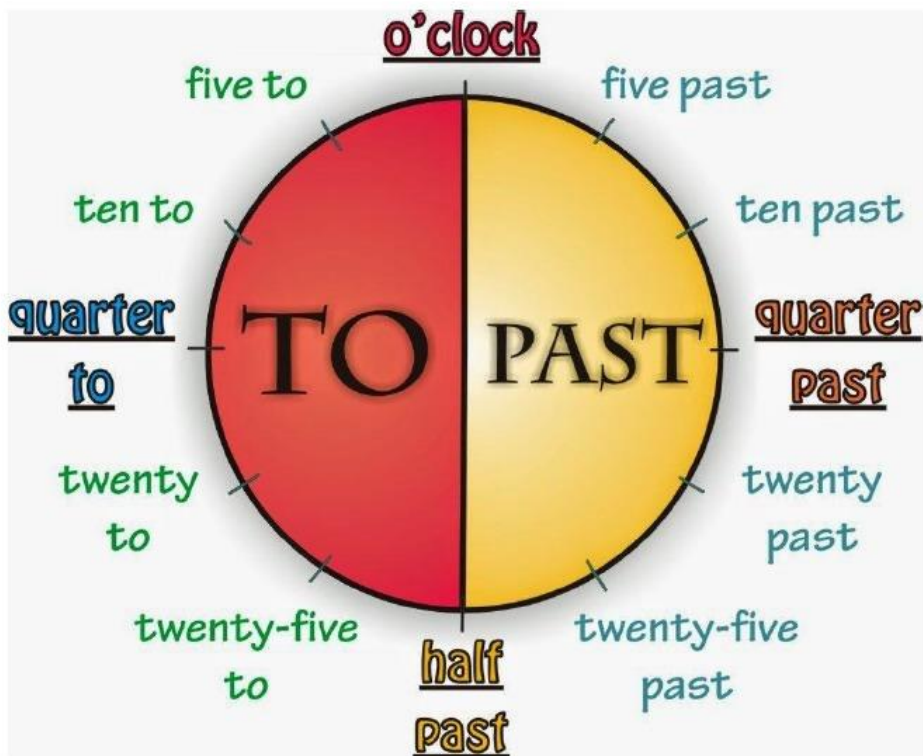 o'clock
five to
five past
ten to
ten past
quarter
to
TO
PAST
quarter
past
twenty
to
twenty
past
twenty-five
to
half
past
twenty-five
past